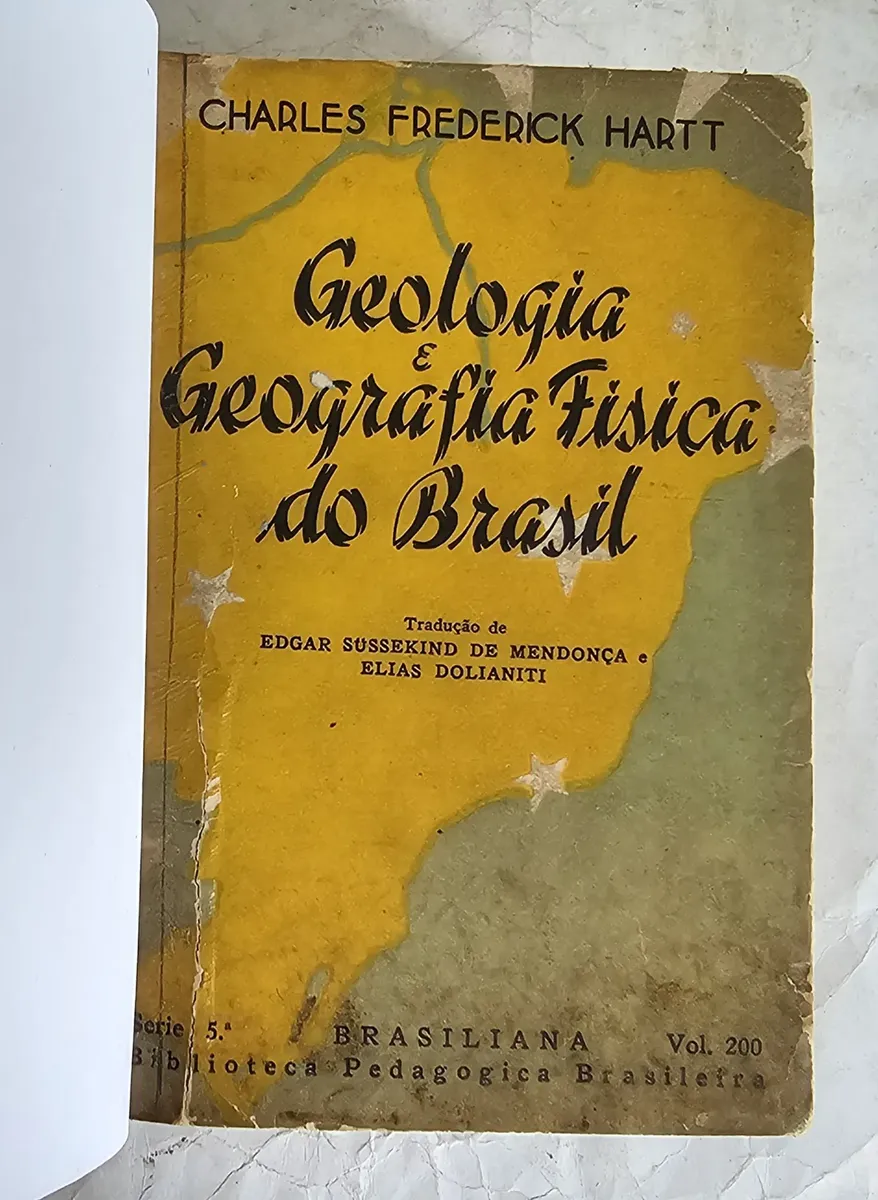 CHARLES FREDERICK HARTT
Geologia
E
Geografia Fisica
do Brasil
Tradução de
EDGAR SÜSSEKIND DE MENDONÇA e
ELIAS DOLIANITI
Serie 5.ª BRASILIANA Vol. 200
Biblioteca Pedagogica Brasileira